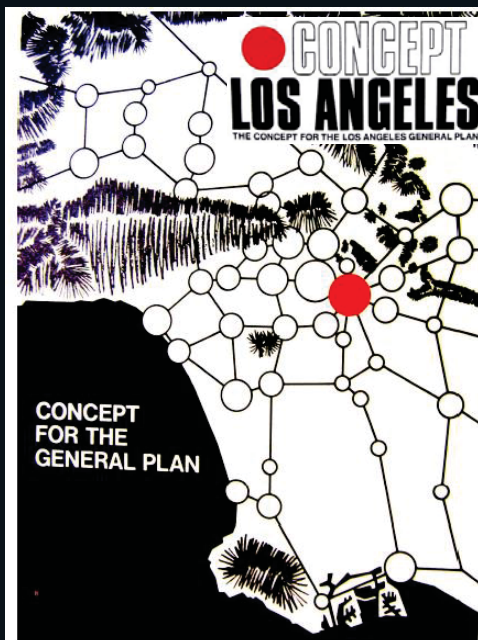 CONCEPT
LOS ANGELES
THE CONCEPT FOR THE LOS ANGELES GENERAL PLAN
CONCEPT
FOR THE
GENERAL PLAN